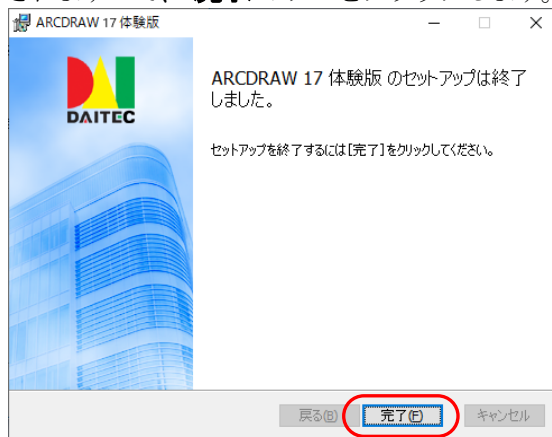 ARCDRAW 17 体験版
DAITEC
ARCDRAW 17 体験版 のセットアップは終了
しました。
セットアップを終了するには[完了]をクリックしてください。
戻る(B) 完了(F) キャンセル